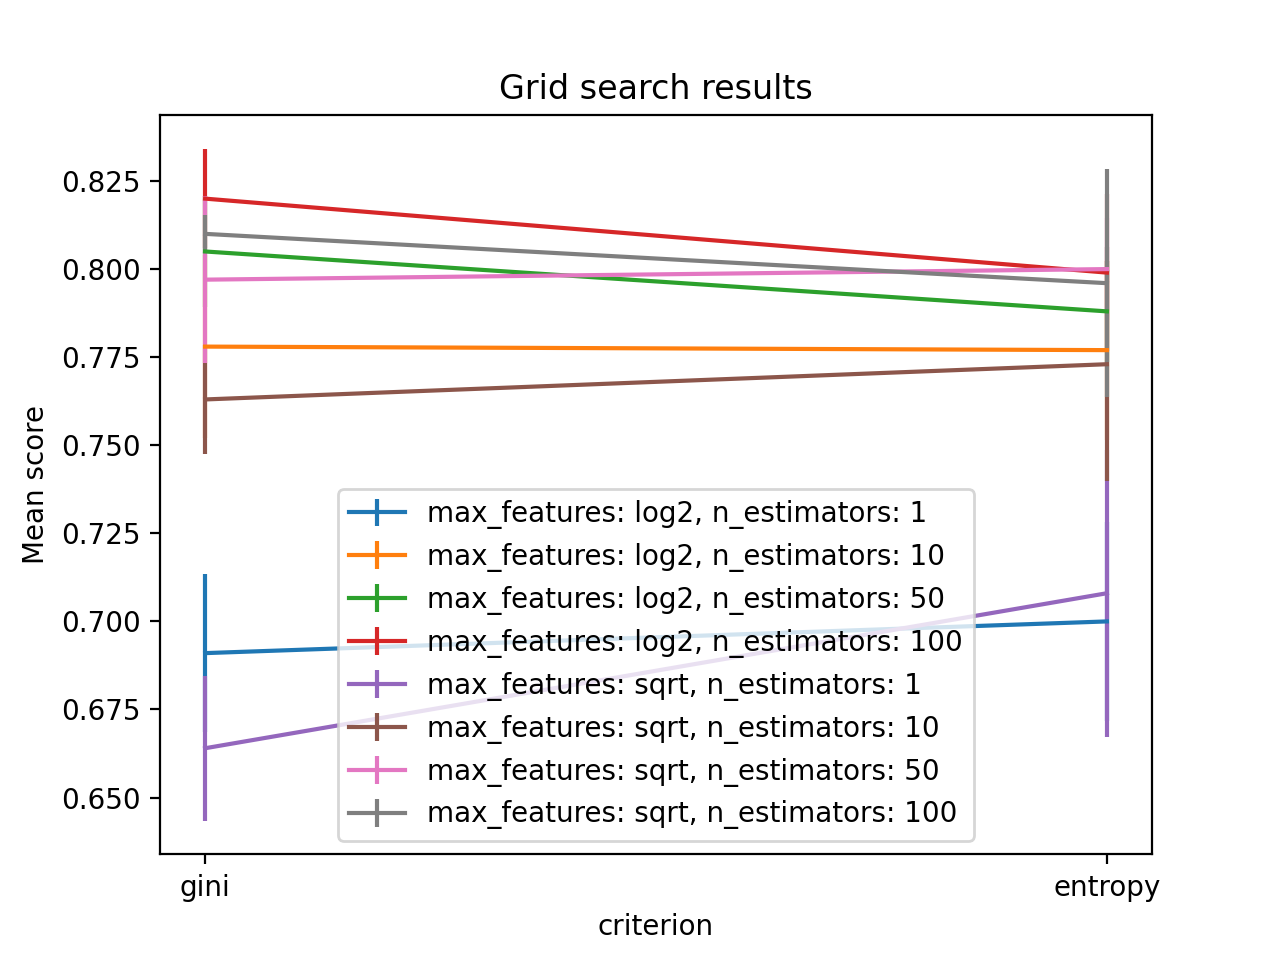 Grid search results
0.825
0.800
0.775
0.750
0.725
0.700
0.675
0.650
Mean score
max_features: log2, n_estimators: 1
max_features: log2, n_estimators: 10
max_features: log2, n_estimators: 50
max_features: log2, n_estimators: 100
max_features: sqrt, n_estimators: 1
max_features: sqrt, n_estimators: 10
max_features: sqrt, n_estimators: 50
max_features: sqrt, n_estimators: 100
gini
entropy
criterion